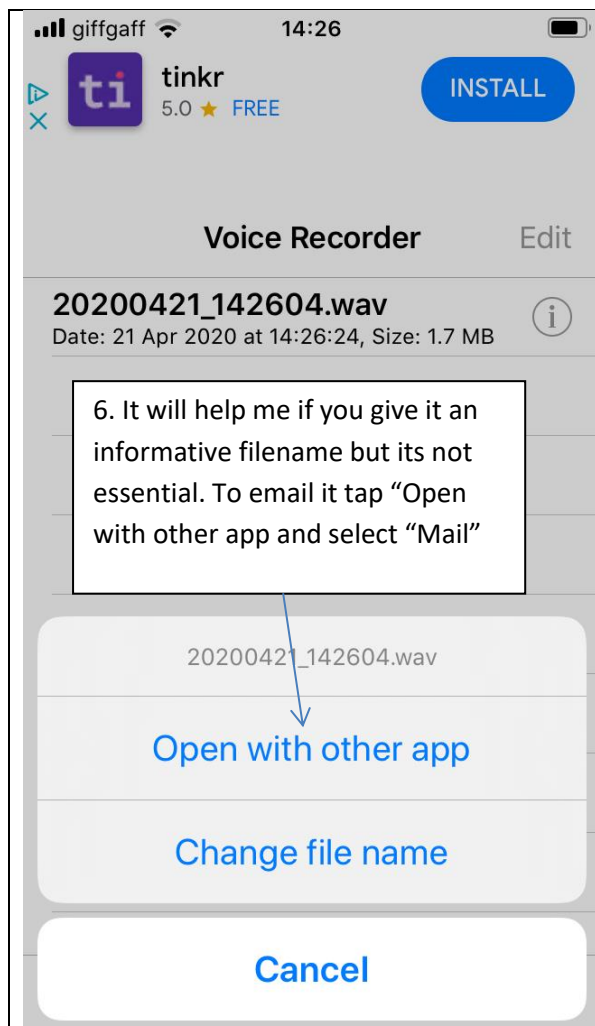 giffgaff 14:26
ti
tinkr
5.0 ★ FREE
INSTALL
Voice Recorder Edit
20200421_142604.wav
Date: 21 Apr 2020 at 14:26:24, Size: 1.7 MB
6. It will help me if you give it an
informative filename but its not
essential. To email it tap “Open
with other app and select “Mail”
20200421_142604.wav
Open with other app
Change file name
Cancel